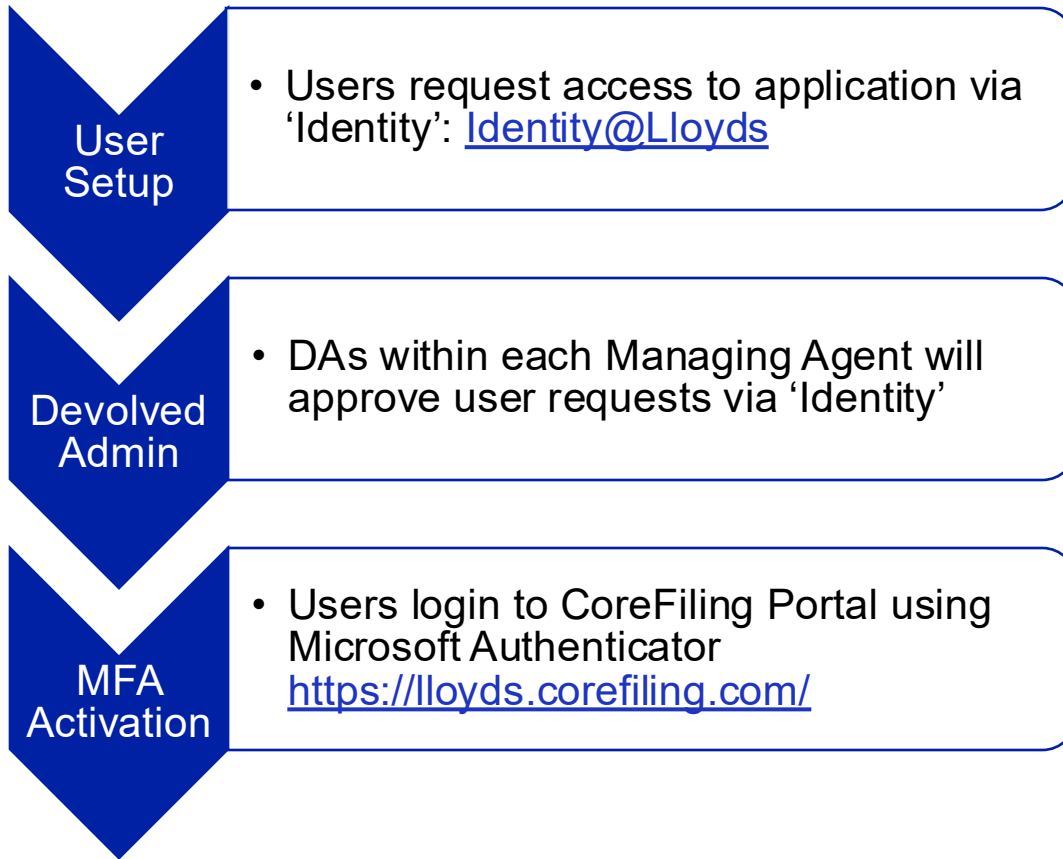 User
Setup
• Users request access to application via
‘Identity’: Identity@Lloyds
Devolved
Admin
• DAs within each Managing Agent will
approve user requests via ‘Identity’
MFA
Activation
• Users login to CoreFiling Portal using
Microsoft Authenticator
https://lloyds.corefiling.com/